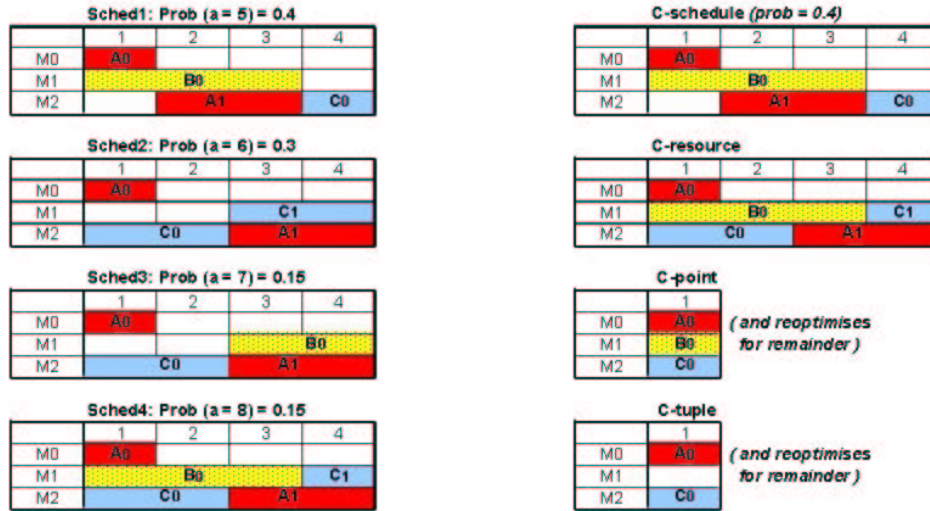 Sched1: Prob (a = 5) = 0.4
1 2 3 4
M0 A0
M1 B0
M2 A1 C0
Sched2: Prob (a = 6) = 0.3
1 2 3 4
M0 A0
M1 C1
M2 C0 A1
Sched3: Prob (a = 7) = 0.15
1 2 3 4
M0 A0
M1 B0
M2 C0 A1
Sched4: Prob (a = 8) = 0.15
1 2 3 4
M0 A0
M1 B0 C1
M2 C0 A1
C-schedule (prob = 0.4)
1 2 3 4
M0 A0
M1 B0
M2 A1 C0
C-resource
1 2 3 4
M0 A0
M1 B0 C1
M2 C0 A1
C-point
1
M0 A0 ( and reoptimises
M1 B0 for remainder )
M2 C0
C-tuple
1
M0 A0 (and reoptimises
M1 for remainder )
M2 C0